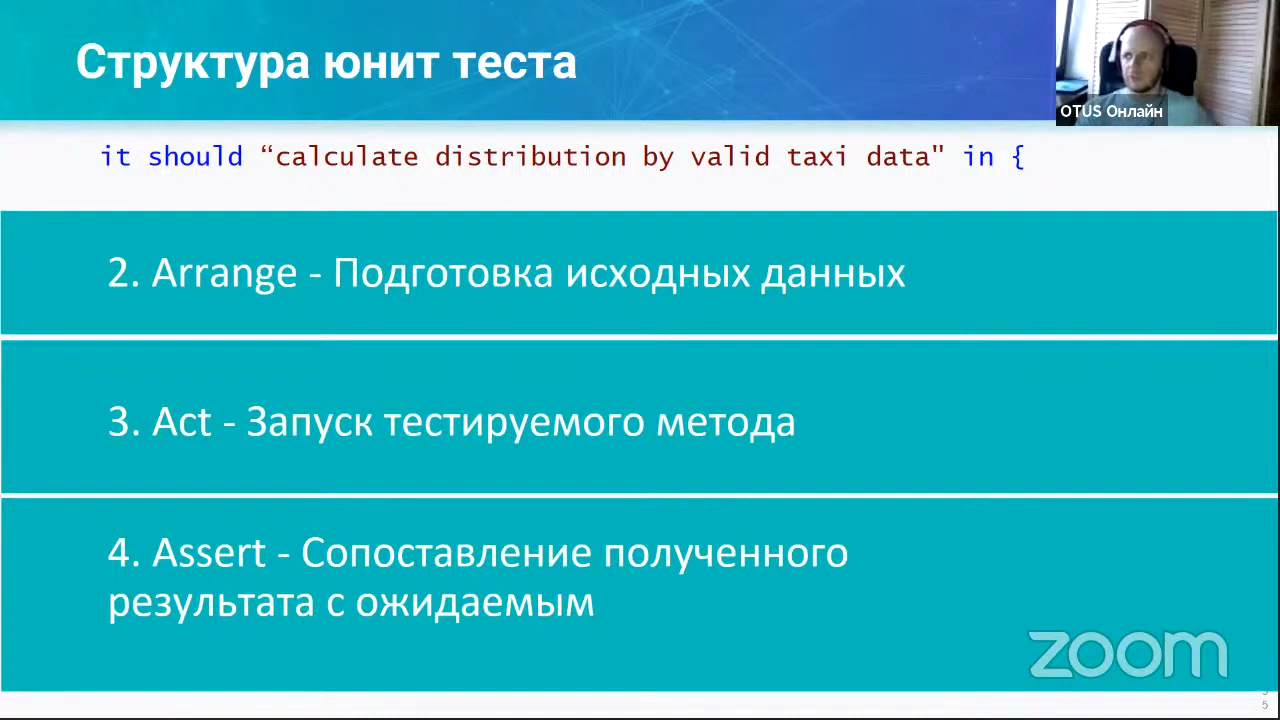 Структура юнит теста
OTUS Онлайн
it should “calculate distribution by valid taxi data" in {
2. Arrange - Подготовка исходных данных
3. Act - Запуск тестируемого метода
4. Assert - Сопоставление полученного
результата с ожидаемым
zoom
5